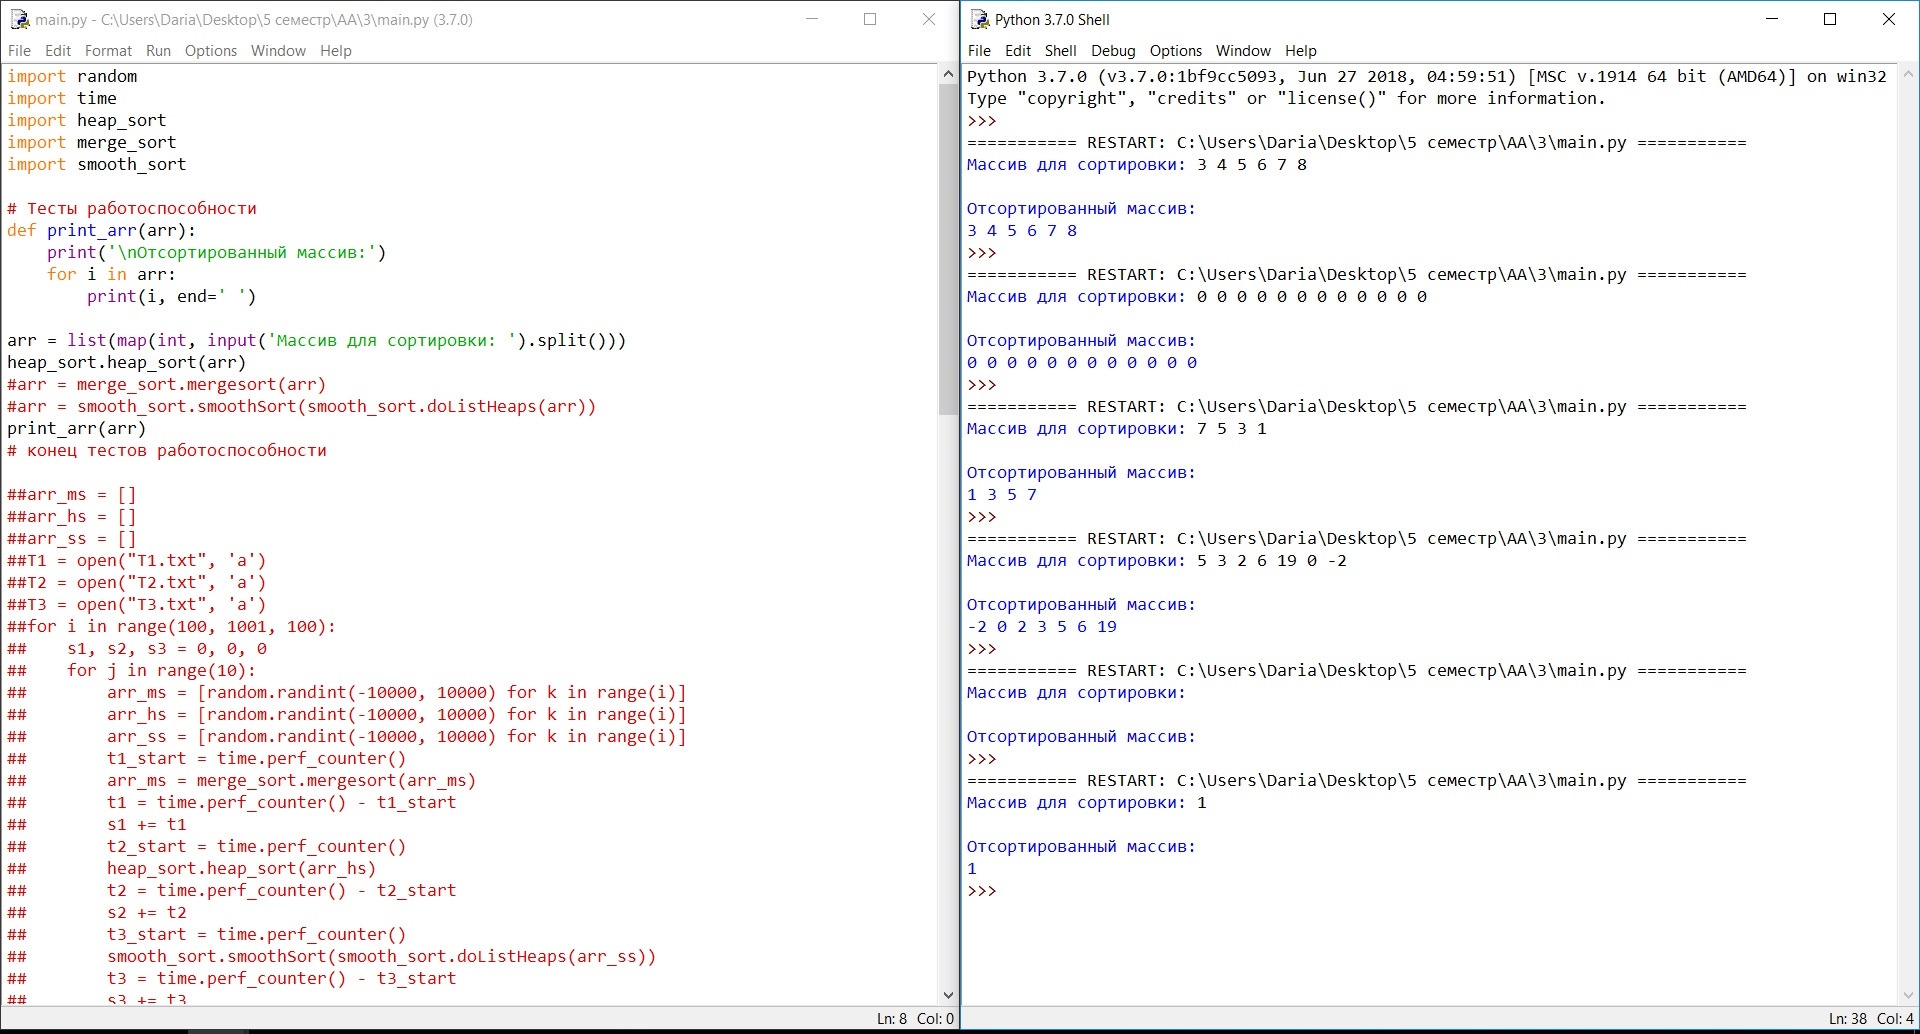 main.py - C:\Users\Daria\Desktop\5 семестр\АА\3\main.py (3.7.0)
File Edit Format Run Options Window Help
import random
import time
import heap_sort
import merge_sort
import smooth_sort
# Тесты работоспособности
def print_arr(arr):
    print('\nОтсортированный массив:')
    for i in arr:
        print(i, end=' ')
arr = list(map(int, input('Массив для сортировки: ').split()))
heap_sort.heap_sort(arr)
#arr = merge_sort.mergesort(arr)
#arr = smooth_sort.smoothSort(smooth_sort.doListHeaps(arr))
print_arr(arr)
# конец тестов работоспособности
##arr_ms = []
##arr_hs = []
##arr_ss = []
##T1 = open("T1.txt", 'a')
##T2 = open("T2.txt", 'a')
##T3 = open("T3.txt", 'a')
##for i in range(100, 1001, 100):
##    s1, s2, s3 = 0, 0, 0
##    for j in range(10):
##        arr_ms = [random.randint(-10000, 10000) for k in range(i)]
##        arr_hs = [random.randint(-10000, 10000) for k in range(i)]
##        arr_ss = [random.randint(-10000, 10000) for k in range(i)]
##        t1_start = time.perf_counter()
##        arr_ms = merge_sort.mergesort(arr_ms)
##        t1 = time.perf_counter() - t1_start
##        s1 += t1
##        t2_start = time.perf_counter()
##        heap_sort.heap_sort(arr_hs)
##        t2 = time.perf_counter() - t2_start
##        s2 += t2
##        t3_start = time.perf_counter()
##        smooth_sort.smoothSort(smooth_sort.doListHeaps(arr_ss))
##        t3 = time.perf_counter() - t3_start
##        s3 += t3
Ln: 8 Col: 0
Python 3.7.0 Shell
File Edit Shell Debug Options Window Help
Python 3.7.0 (v3.7.0:1bf9cc5093, Jun 27 2018, 04:59:51) [MSC v.1914 64 bit (AMD64)] on win32
Type "copyright", "credits" or "license()" for more information.
>>>
=========== RESTART: C:\Users\Daria\Desktop\5 семестр\АА\3\main.py ===========
Массив для сортировки: 3 4 5 6 7 8
Отсортированный массив:
3 4 5 6 7 8
>>>
=========== RESTART: C:\Users\Daria\Desktop\5 семестр\АА\3\main.py ===========
Массив для сортировки: 0 0 0 0 0 0 0 0 0 0 0 0
Отсортированный массив:
0 0 0 0 0 0 0 0 0 0 0 0
>>>
=========== RESTART: C:\Users\Daria\Desktop\5 семестр\АА\3\main.py ===========
Массив для сортировки: 7 5 3 1
Отсортированный массив:
1 3 5 7
>>>
=========== RESTART: C:\Users\Daria\Desktop\5 семестр\АА\3\main.py ===========
Массив для сортировки: 5 3 2 6 19 0 -2
Отсортированный массив:
-2 0 2 3 5 6 19
>>>
=========== RESTART: C:\Users\Daria\Desktop\5 семестр\АА\3\main.py ===========
Массив для сортировки:
Отсортированный массив:
>>>
=========== RESTART: C:\Users\Daria\Desktop\5 семестр\АА\3\main.py ===========
Массив для сортировки: 1
Отсортированный массив:
1
>>>
Ln: 38 Col: 4